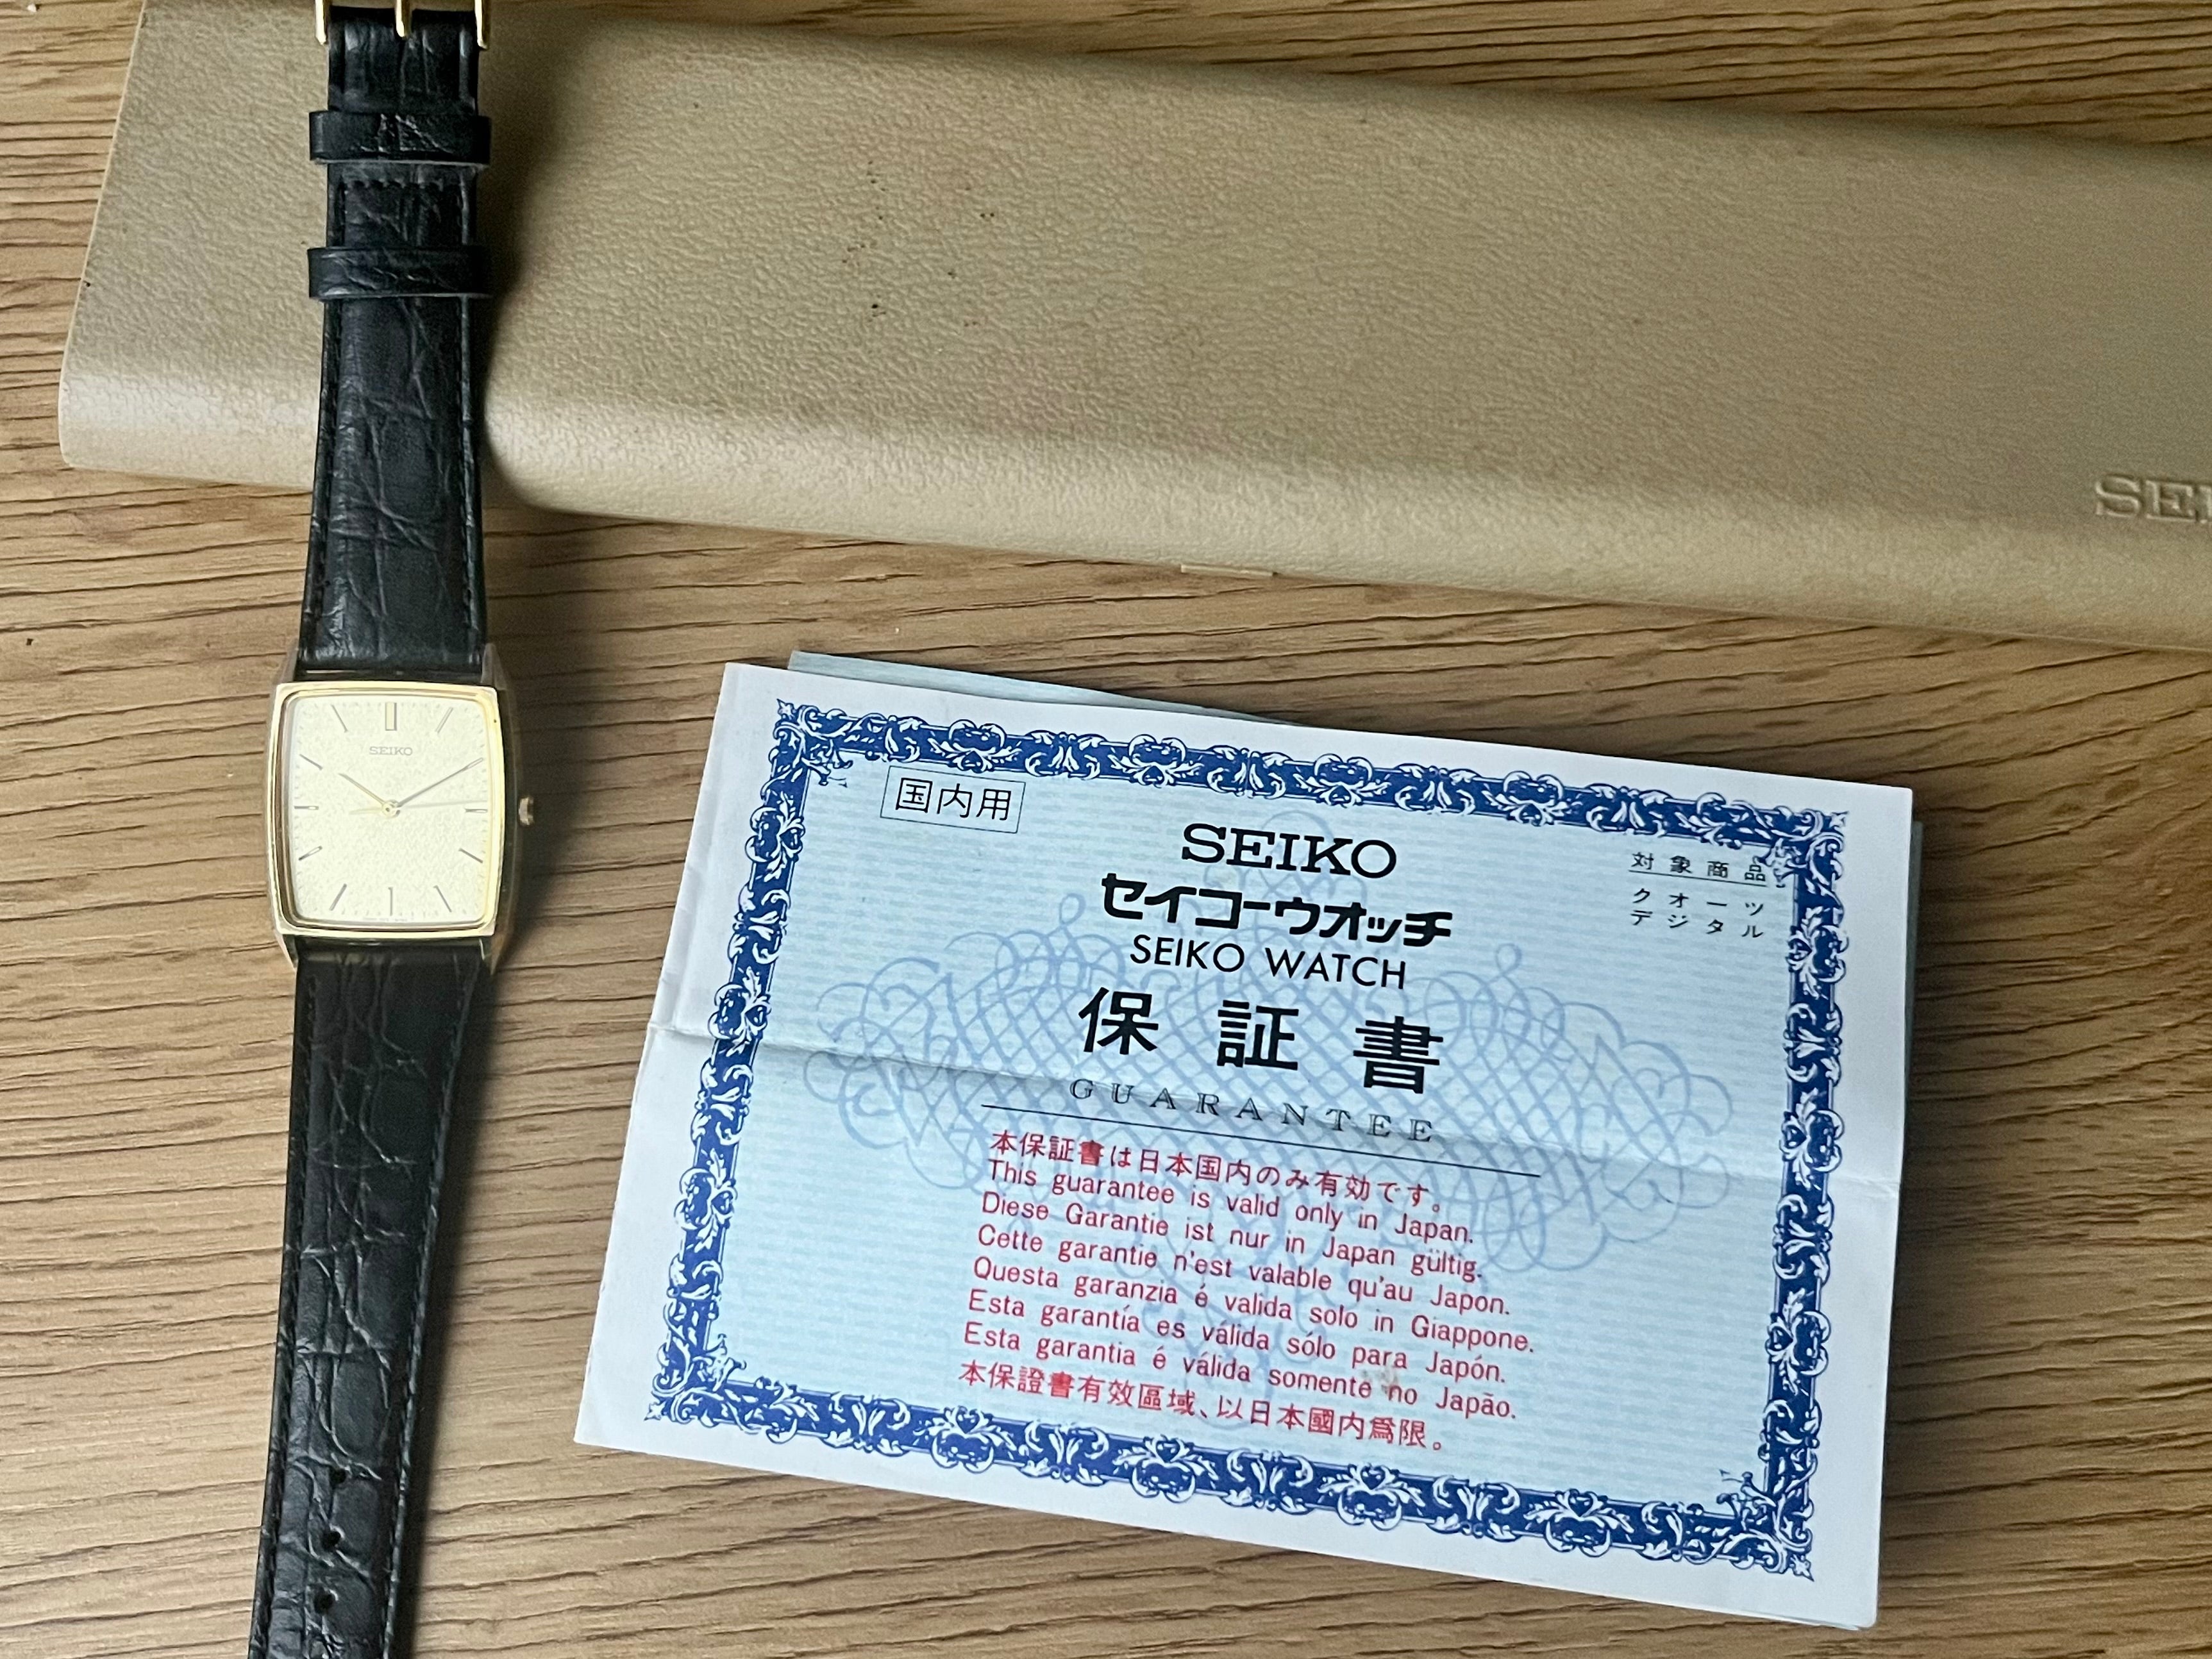 SEIKO
国内用
SEIKO
セイコーウオッチ
SEIKO WATCH
保証書
GUARANTEE
対象商品
クオーツ
デジタル
本保証書は日本国内のみ有効です。
This guarantee is valid only in Japan.
Diese Garantie ist nur in Japan gültig.
Cette garantie n'est valable qu'au Japon.
Questa garanzia é valida solo in Giappone.
Esta garantía es válida sólo para Japón.
Esta garantia é válida somente no Japão.
本保證書有效區域、以日本國内爲限。